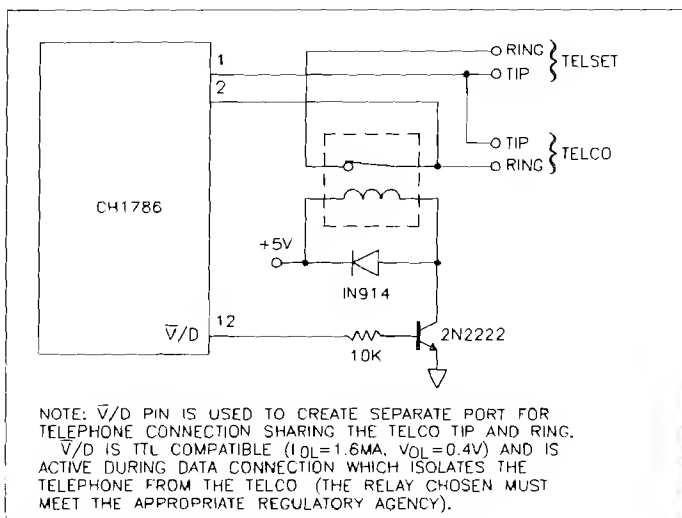 1
RING
TELSET
TIP
2
TIP
TELCO
RING
CH1786
+5V
IN914
V̅/D
12
10K
2N2222
NOTE: V̅/D PIN IS USED TO CREATE SEPARATE PORT FOR
TELEPHONE CONNECTION SHARING THE TELCO TIP AND RING.
V̅/D IS TTL COMPATIBLE (IOL=1.6MA, VOL=0.4V) AND IS
ACTIVE DURING DATA CONNECTION WHICH ISOLATES THE
TELEPHONE FROM THE TELCO (THE RELAY CHOSEN MUST
MEET THE APPROPRIATE REGULATORY AGENCY).